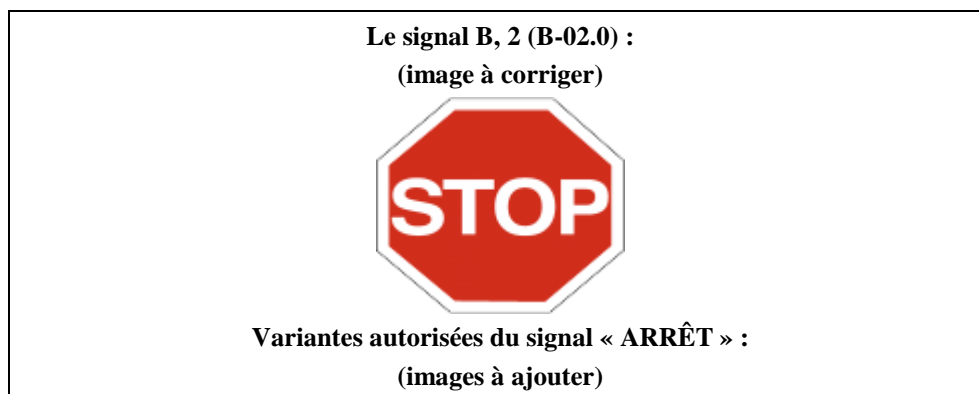 Le signal B, 2 (B-02.0) :
(image à corriger)
STOP
Variantes autorisées du signal « ARRÊT » :
(images à ajouter)